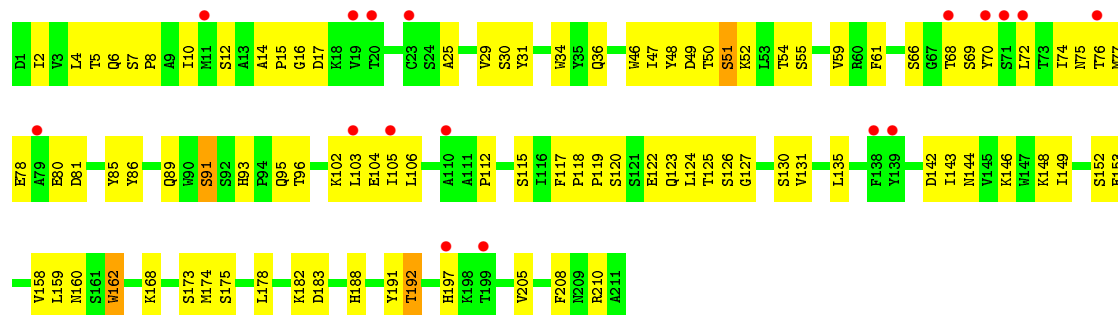 D1 I2 V3 L4 T5 Q6 S7 P8 A9 I10 M11 S12 A13 A14 P15 G16 D17 K18 V19 T20 C23 S24 A25 V29 S30 Y31 W34 Y35 Q36 W46 I47 Y48 D49 T50 S51 K52 L53 T54 S55 V59 R60 F61 S66 G67 T68 S69 Y70 S71 L72 T73 I74 N75 T76 M77
E78 A79 E80 D81 Y85 Y86 Q89 W90 S91 S92 H93 P94 Q95 T96 K102 L103 E104 I105 L106 A110 A111 P112 S115 I116 F117 P118 P119 S120 S121 E122 Q123 L124 T125 S126 G127 S130 V131 L135 F138 Y139 D142 I143 N144 V145 K146 W147 K148 I149 S152
V158 L159 N160 S161 W162 K168 S173 M174 S175 L178 K182 D183 H188 Y191 T192 H197 K198 T199 V205 F208 N209 R210 A211